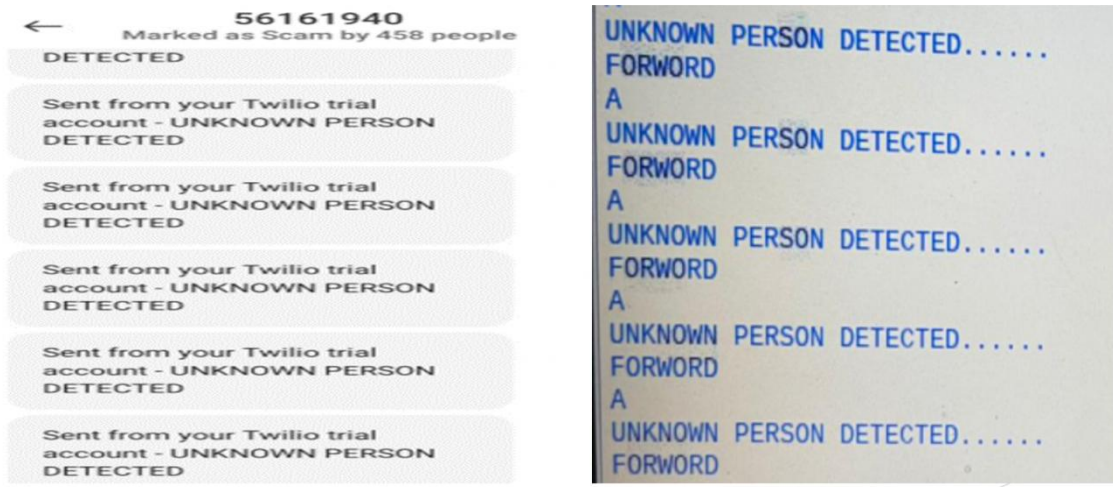 56161940
Marked as Scam by 458 people
DETECTED
Sent from your Twilio trial
account - UNKNOWN PERSON
DETECTED
Sent from your Twilio trial
account - UNKNOWN PERSON
DETECTED
Sent from your Twilio trial
account - UNKNOWN PERSON
DETECTED
Sent from your Twilio trial
account - UNKNOWN PERSON
DETECTED
Sent from your Twilio trial
account - UNKNOWN PERSON
DETECTED
UNKNOWN PERSON DETECTED......
FORWORD
A
UNKNOWN PERSON DETECTED......
FORWORD
A
UNKNOWN PERSON DETECTED......
FORWORD
A
UNKNOWN PERSON DETECTED......
FORWORD
A
UNKNOWN PERSON DETECTED......
FORWORD